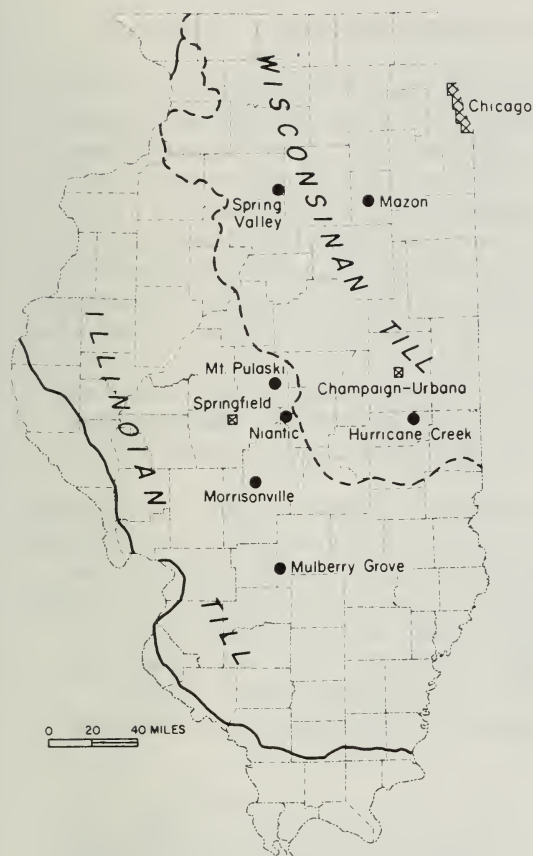 WISCONSINAN TILL
Chicago
Spring
Valley
Mazon
ILLINOIAN TILL
Mt. Pulaski
Champaign-Urbana
Springfield
Niantic
Hurricane Creek
Morrisonville
Mulberry Grove
0 20 40 MILES